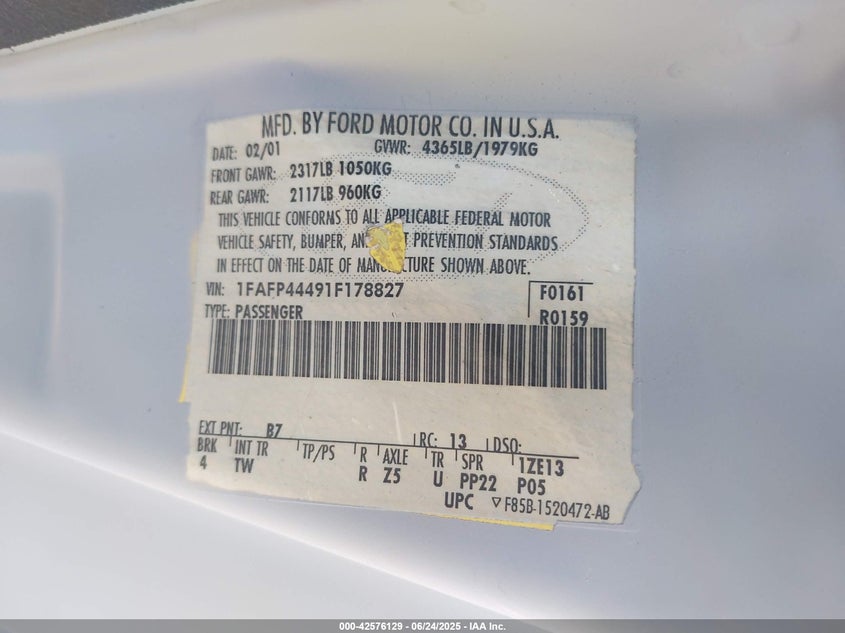 MFD. BY FORD MOTOR CO. IN U.S.A.
DATE: 02/01 GVWR: 4365LB/1979KG
FRONT GAWR: 2317LB 1050KG
REAR GAWR: 2117LB 960KG
THIS VEHICLE CONFORMS TO ALL APPLICABLE FEDERAL MOTOR
VEHICLE SAFETY, BUMPER, AN T PREVENTION STANDARDS
IN EFFECT ON THE DATE OF MANUFACTURE SHOWN ABOVE.
VIN: 1FAFP44491F178827 F0161
TYPE: PASSENGER R0159
EXT PNT: B7 RC: 13 DSO:
BRK INT TR TP/PS R AXLE TR SPR 1ZE13
4 TW R Z5 U PP22 P05
UPC ▽F85B-1520472-AB
000-42576129 - 06/24/2025 - IAA Inc.